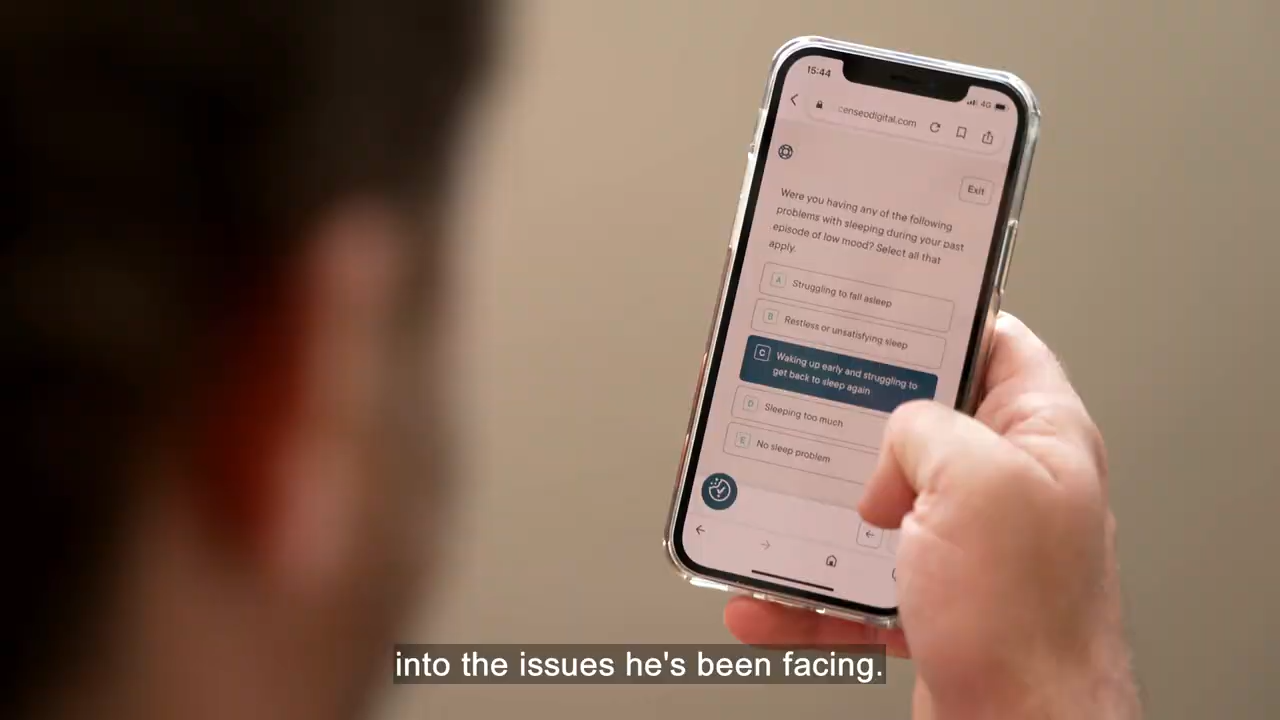 15:44
4G
censeodigital.com
Exit
Were you having any of the following
problems with sleeping during your past
episode of low mood? Select all that
apply.
A Struggling to fall asleep
B Restless or unsatisfying sleep
C Waking up early and struggling to
get back to sleep again
D Sleeping too much
E No sleep problem
into the issues he's been facing.